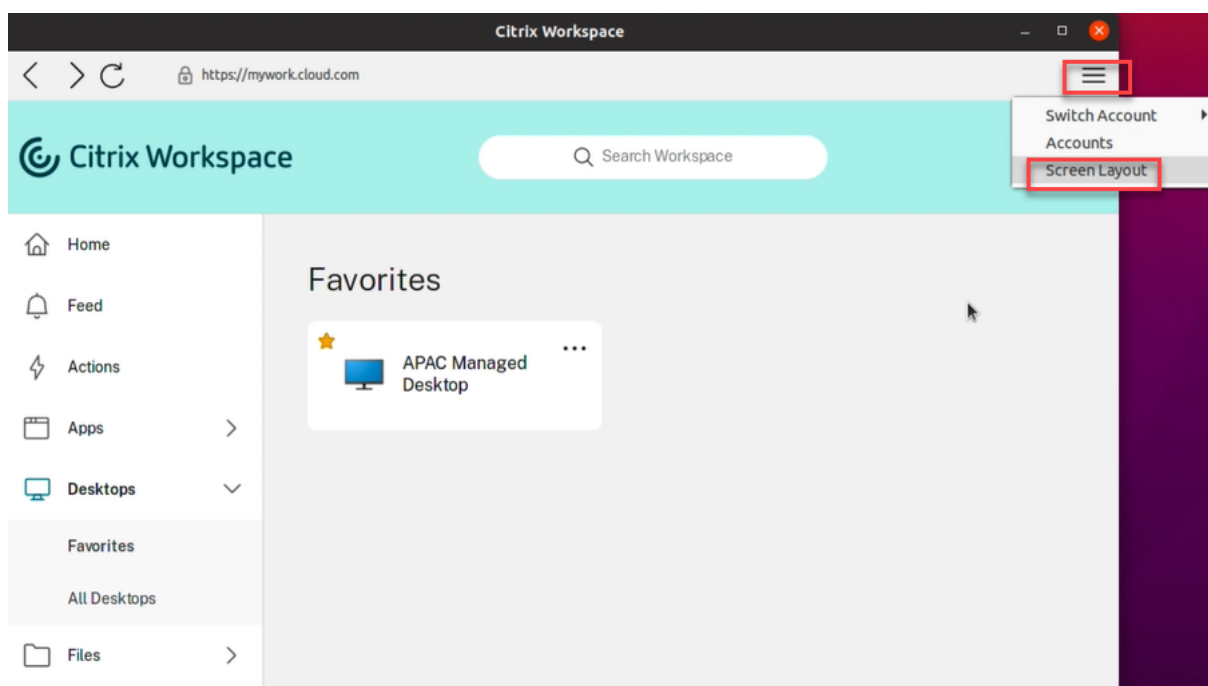 Citrix Workspace
https://mywork.cloud.com
Switch Account
Accounts
Screen Layout
Citrix Workspace
Search Workspace
Home
Feed
Actions
Apps
Desktops
Favorites
All Desktops
Files
Favorites
APAC Managed
Desktop